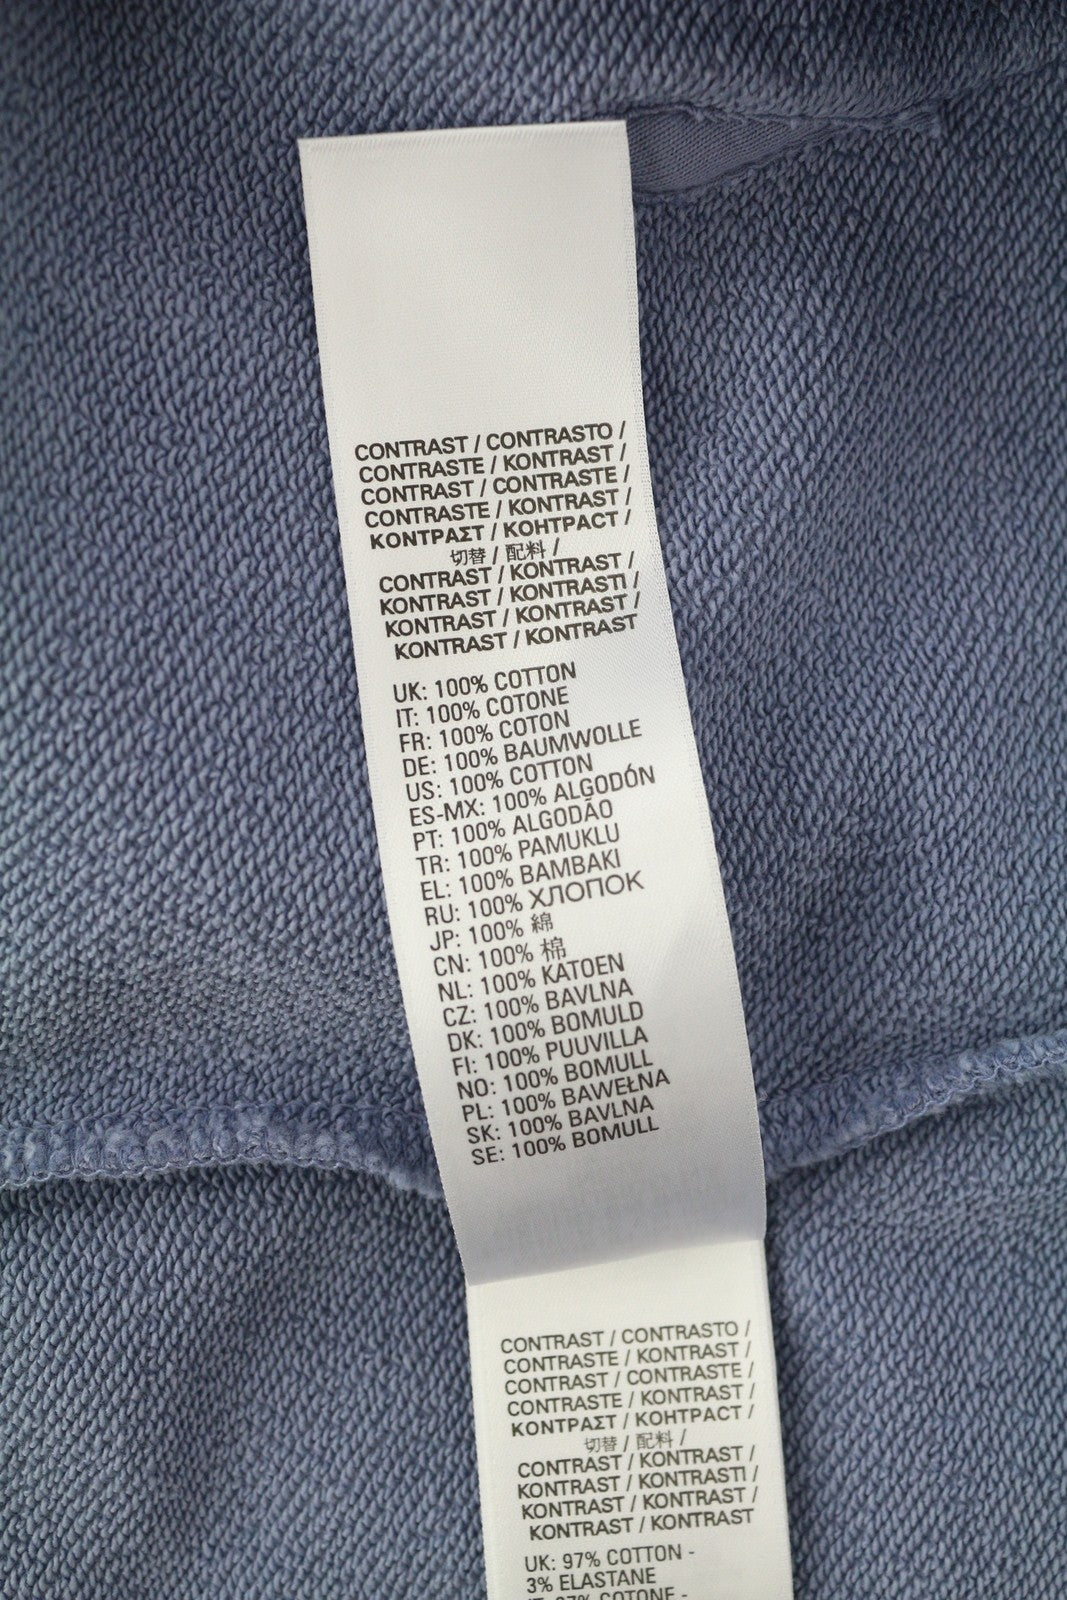 CONTRAST / CONTRASTO /
CONTRASTE / KONTRAST /
CONTRAST / CONTRASTE /
CONTRASTE / KONTRAST /
ΚΟΝΤΡΑΣΤ / КОНТРАСТ /
切替 / 配料 /
CONTRAST / KONTRAST /
KONTRAST / KONTRASTI /
KONTRAST / KONTRAST /
KONTRAST / KONTRAST
UK: 100% COTTON
IT: 100% COTONE
FR: 100% COTON
DE: 100% BAUMWOLLE
US: 100% COTTON
ES-MX: 100% ALGODÓN
PT: 100% ALGODÃO
TR: 100% PAMUKLU
EL: 100% ΒΑΜΒΑΚΙ
RU: 100% ХЛОПОК
JP: 100% 綿
CN: 100% 棉
NL: 100% KATOEN
CZ: 100% BAVLNA
DK: 100% BOMULD
FI: 100% PUUVILLA
NO: 100% BOMULL
PL: 100% BAWEŁNA
SK: 100% BAVLNA
SE: 100% BOMULL
CONTRAST / CONTRASTO /
CONTRASTE / KONTRAST /
CONTRAST / CONTRASTE /
CONTRASTE / KONTRAST /
ΚΟΝΤΡΑΣΤ / КОНТРАСТ /
切替 / 配料 /
CONTRAST / KONTRAST /
KONTRAST / KONTRASTI /
KONTRAST / KONTRAST /
KONTRAST / KONTRAST
UK: 97% COTTON -
3% ELASTANE
IT: 97% COTONE -